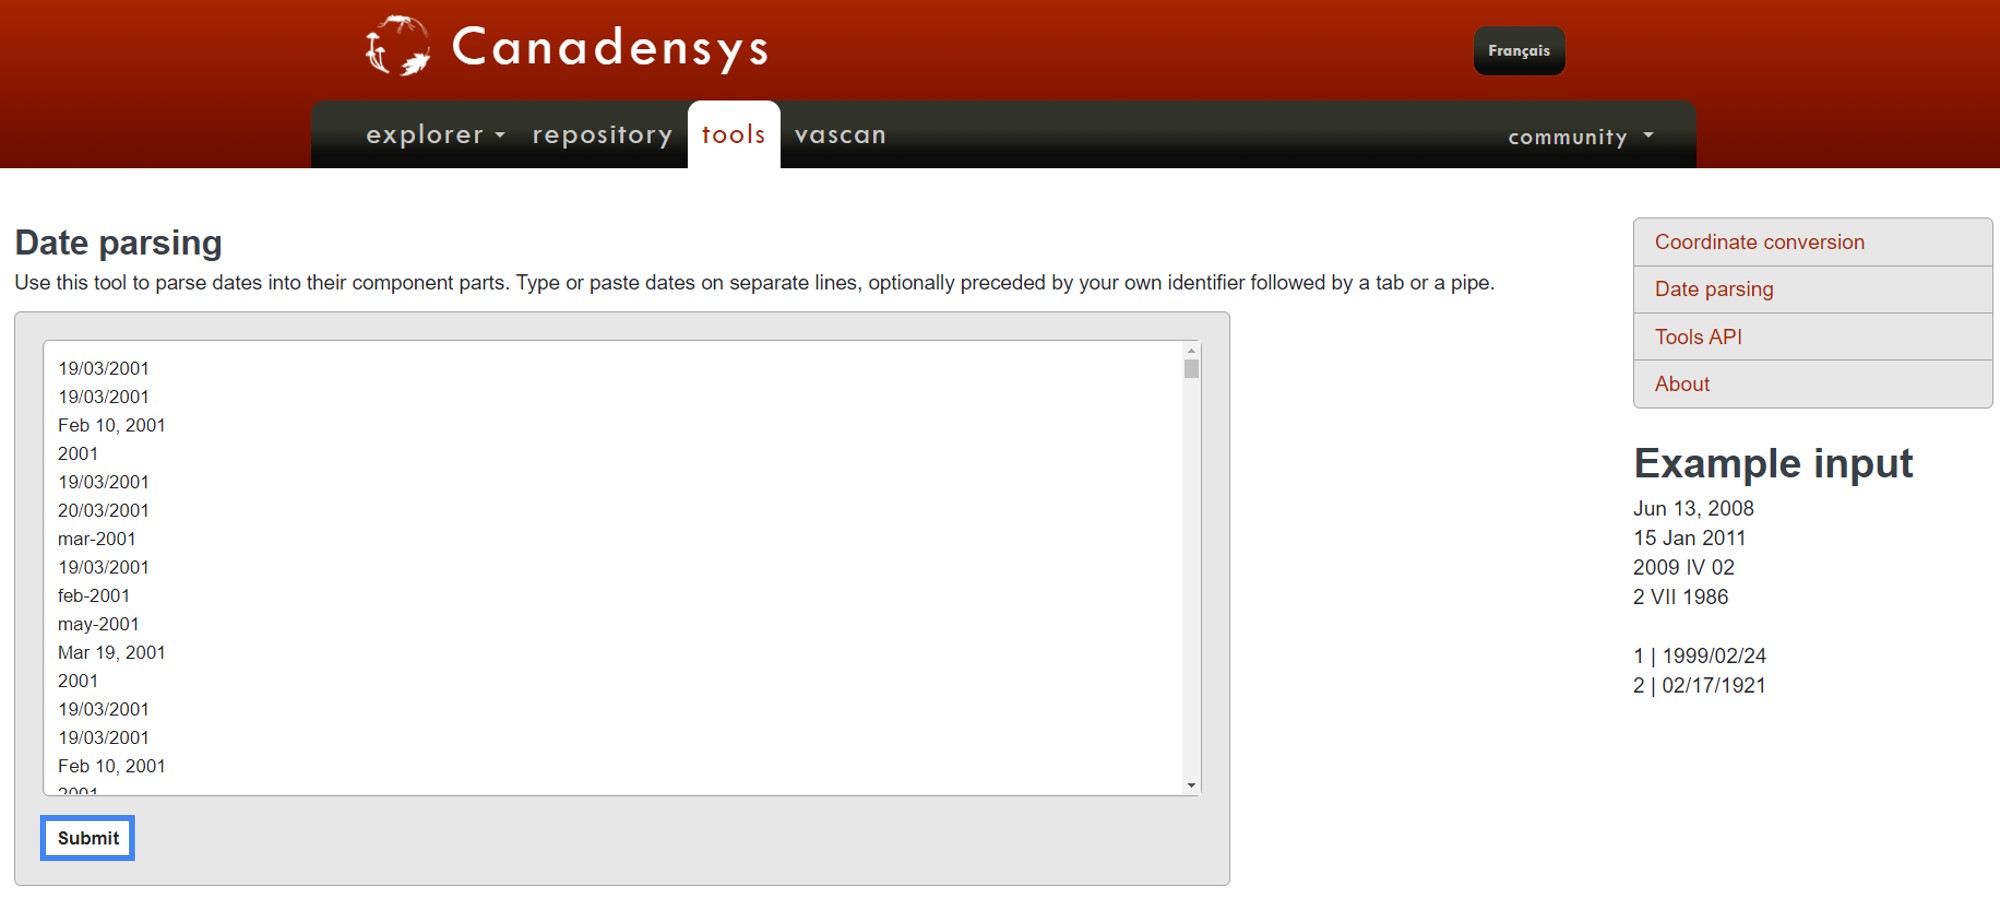 Canadensys
Français
explorer
repository
tools
vascan
community
Date parsing
Use this tool to parse dates into their component parts. Type or paste dates on separate lines, optionally preceded by your own identifier followed by a tab or a pipe.
19/03/2001
19/03/2001
Feb 10, 2001
2001
19/03/2001
20/03/2001
mar-2001
19/03/2001
feb-2001
may-2001
Mar 19, 2001
2001
19/03/2001
19/03/2001
Feb 10, 2001
2001
Submit
Coordinate conversion
Date parsing
Tools API
About
Example input
Jun 13, 2008
15 Jan 2011
2009 IV 02
2 VII 1986
1 | 1999/02/24
2 | 02/17/1921